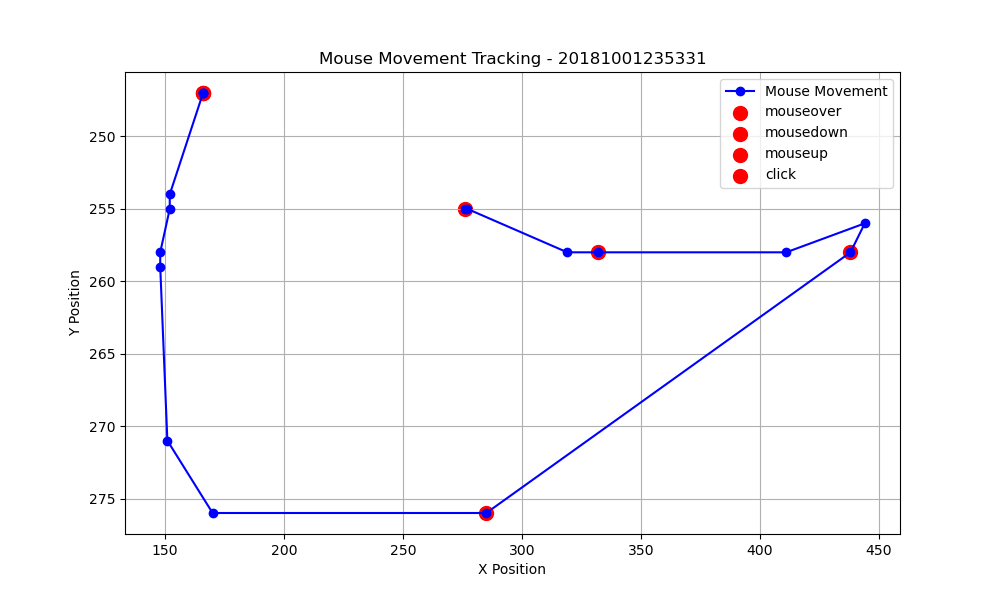 Mouse Movement Tracking - 20181001235331
Mouse Movement
mouseover
mousedown
mouseup
click
Y Position
250
255
260
265
270
275
150 200 250 300 350 400 450
X Position